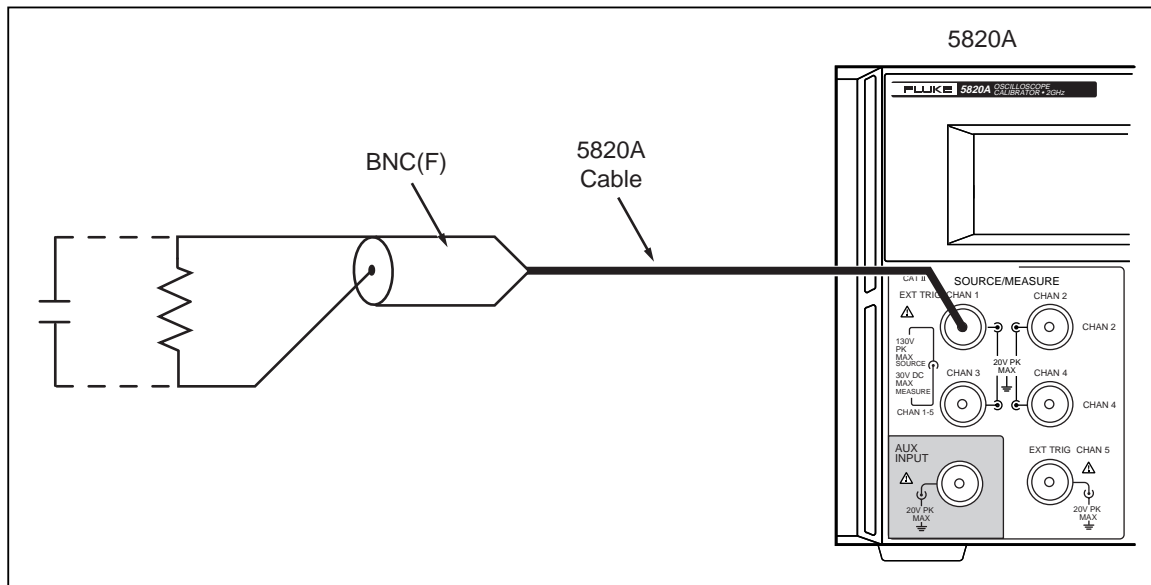 5820A
FLUKE 5820A OSCILLOSCOPE
CALIBRATOR • 2GHz
BNC(F)
5820A
Cable
CAT II
SOURCE/MEASURE
EXT TRIG CHAN 1
CHAN 2
CHAN 2
130V
PK
MAX
SOURCE
30V DC
MAX
MEASURE
CHAN 1-5
20V PK
MAX
CHAN 3
CHAN 4
CHAN 4
AUX
INPUT
20V PK
MAX
EXT TRIG CHAN 5
20V PK
MAX